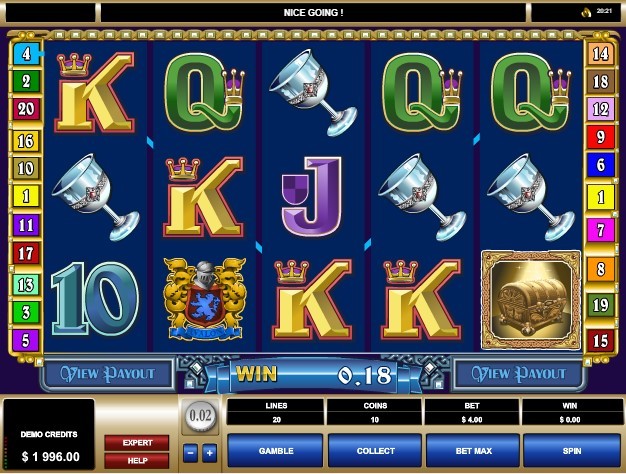 NICE GOING !
20:21
4
2
20
16
10
1
11
17
13
3
5
K Q Q Q
K J
10 K K
AVALON
14
18
12
9
6
1
7
8
19
15
VIEW PAYOUT
WIN 0.18
VIEW PAYOUT
DEMO CREDITS
$ 1 996.00
0.02
EXPERT
HELP
LINES COINS BET WIN
20 10 $ 4.00 $ 0.00
GAMBLE COLLECT BET MAX SPIN